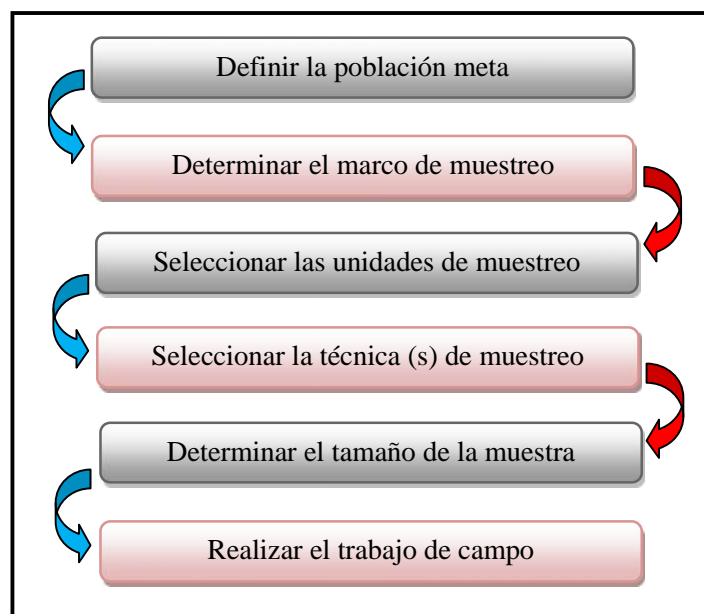 Definir la población meta
Determinar el marco de muestreo
Seleccionar las unidades de muestreo
Seleccionar la técnica (s) de muestreo
Determinar el tamaño de la muestra
Realizar el trabajo de campo